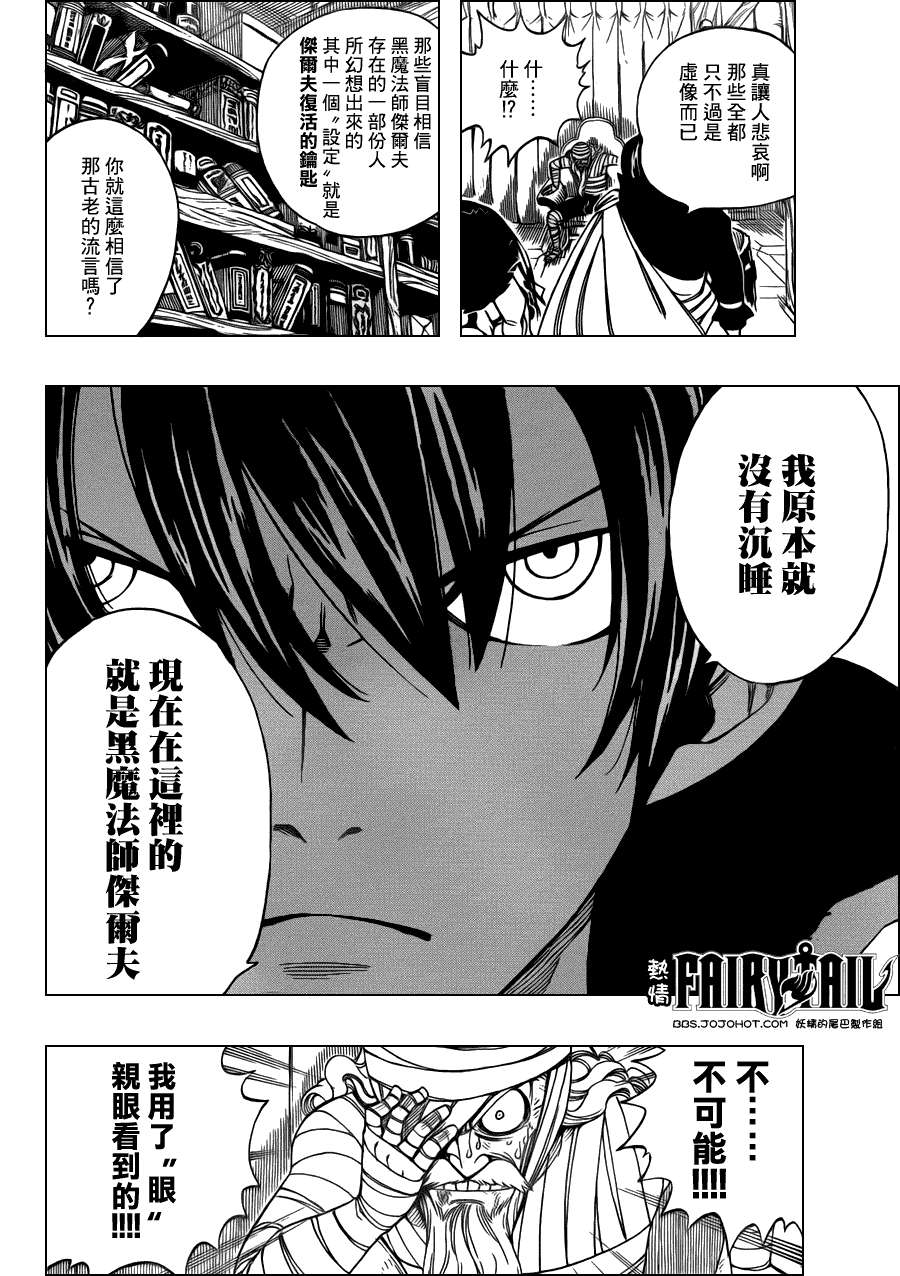 真讓人悲哀啊
那些全都
只不過是
虛像而已
什……
什麼!?
那些盲目相信
黑魔法師傑爾夫
存在的一部份人
所幻想出來的
其中一個〝設定〞就是
傑爾夫復活的鑰匙
你就這麼相信了
那古老的流言嗎？
我原本就
沒有沉睡
現在在這裡的
就是黑魔法師傑爾夫
熱情
FAIRY TAIL
BBS.JOJOHOT.COM 妖精的尾巴製作組
不……
不可能!!!!
我用了〝眼〞
親眼看到的!!!!